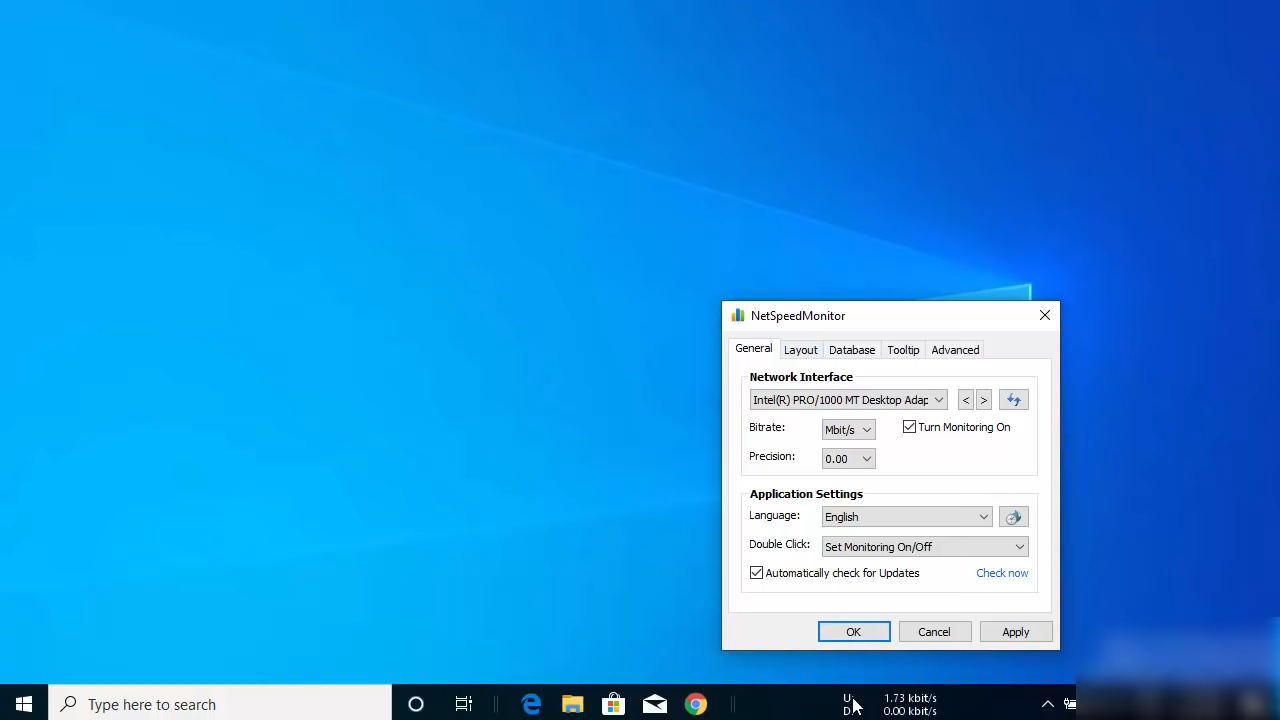 NetSpeedMonitor
General Layout Database Tooltip Advanced
Network Interface
Intel(R) PRO/1000 MT Desktop Adap < >
Bitrate: Mbit/s Turn Monitoring On
Precision: 0.00
Application Settings
Language: English
Double Click: Set Monitoring On/Off
Automatically check for Updates Check now
OK Cancel Apply
Type here to search
U: 1.73 kbit/s
D: 0.00 kbit/s